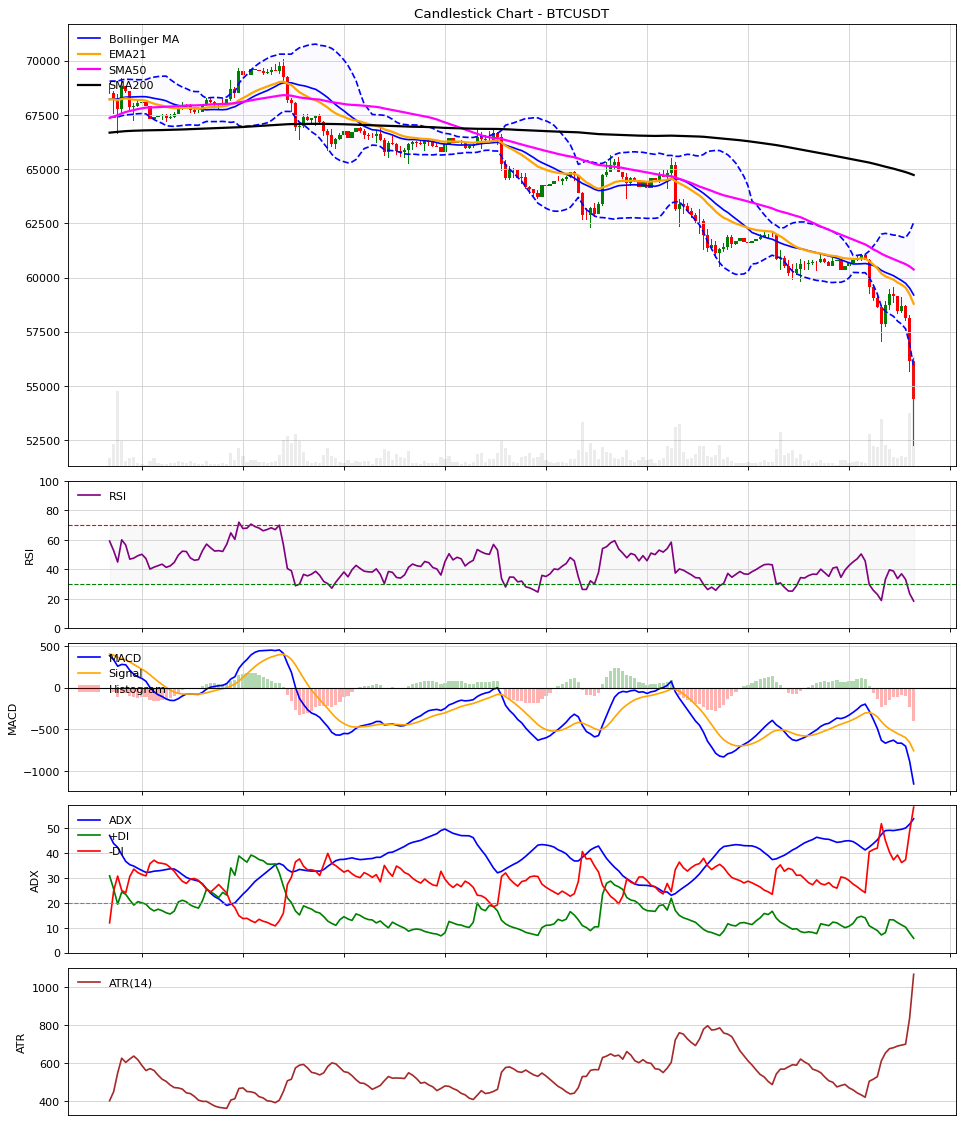 Candlestick Chart - BTCUSDT
Bollinger MA
EMA21
SMA50
SMA200
70000
67500
65000
62500
60000
57500
55000
52500
RSI
RSI
100
80
60
40
20
0
MACD
Signal
Histogram
MACD
500
0
−500
−1000
ADX
+DI
-DI
ADX
50
40
30
20
10
0
ATR(14)
ATR
1000
800
600
400